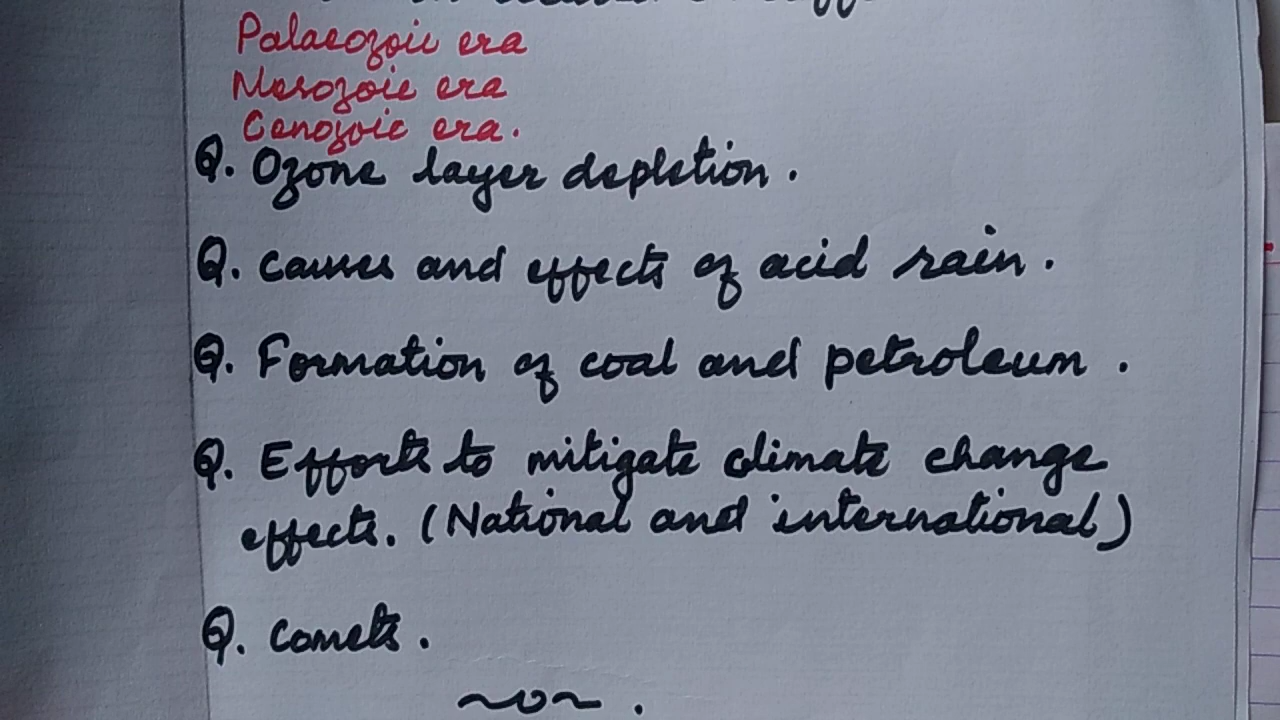 Palaeozoic era
Mesozoic era
Cenozoic era.
Q. Ozone layer depletion.
Q. Causes and effects of acid rain.
Q. Formation of coal and petroleum.
Q. Efforts to mitigate climate change
effects. (National and international)
Q. Comets.